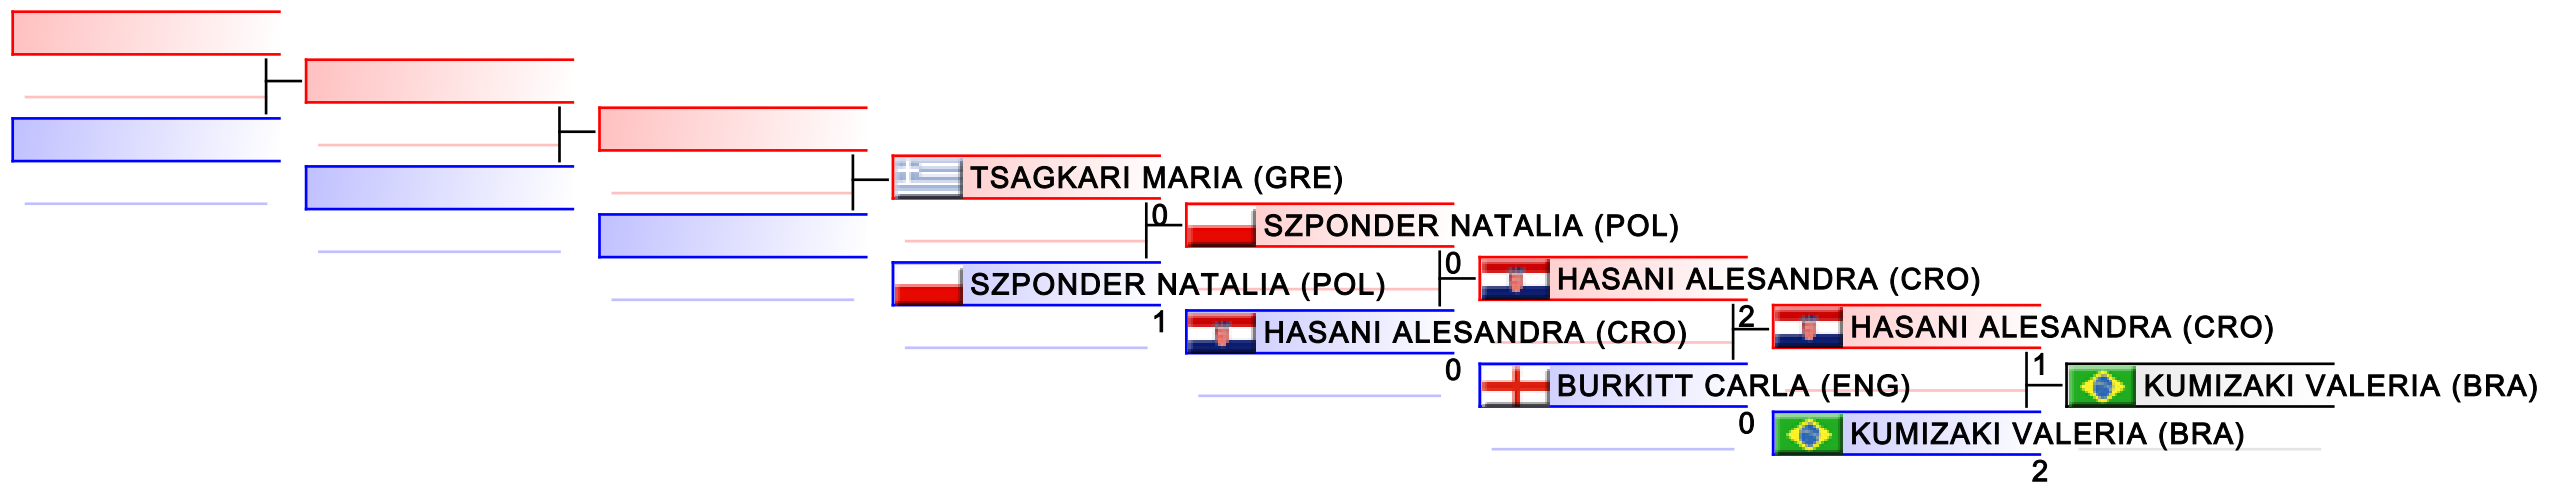 TSAGKARI MARIA (GRE)
0
SZPONDER NATALIA (POL)
SZPONDER NATALIA (POL)
1
0
HASANI ALESANDRA (CRO)
HASANI ALESANDRA (CRO)
0
2
HASANI ALESANDRA (CRO)
BURKITT CARLA (ENG)
0
1
KUMIZAKI VALERIA (BRA)
KUMIZAKI VALERIA (BRA)
2